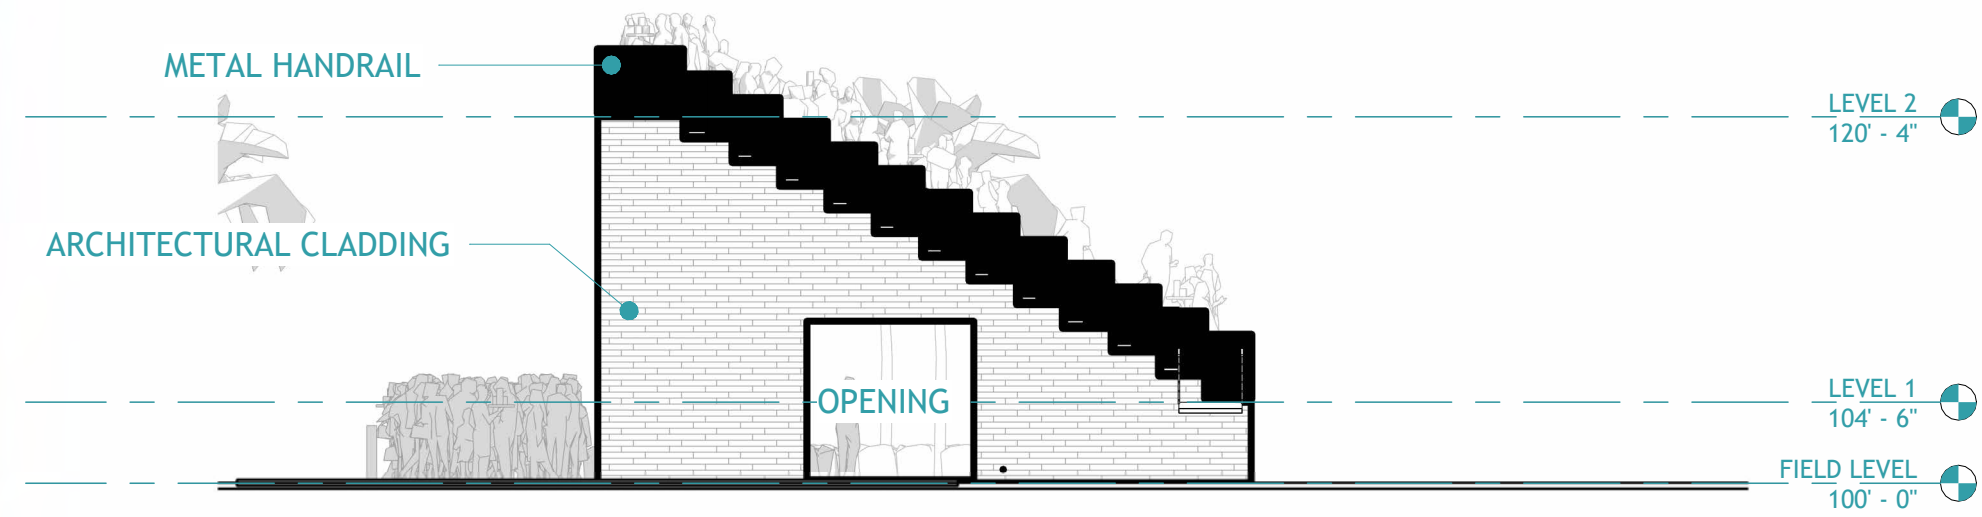 METAL HANDRAIL
LEVEL 2
120' - 4"
ARCHITECTURAL CLADDING
OPENING
LEVEL 1
104' - 6"
FIELD LEVEL
100' - 0"